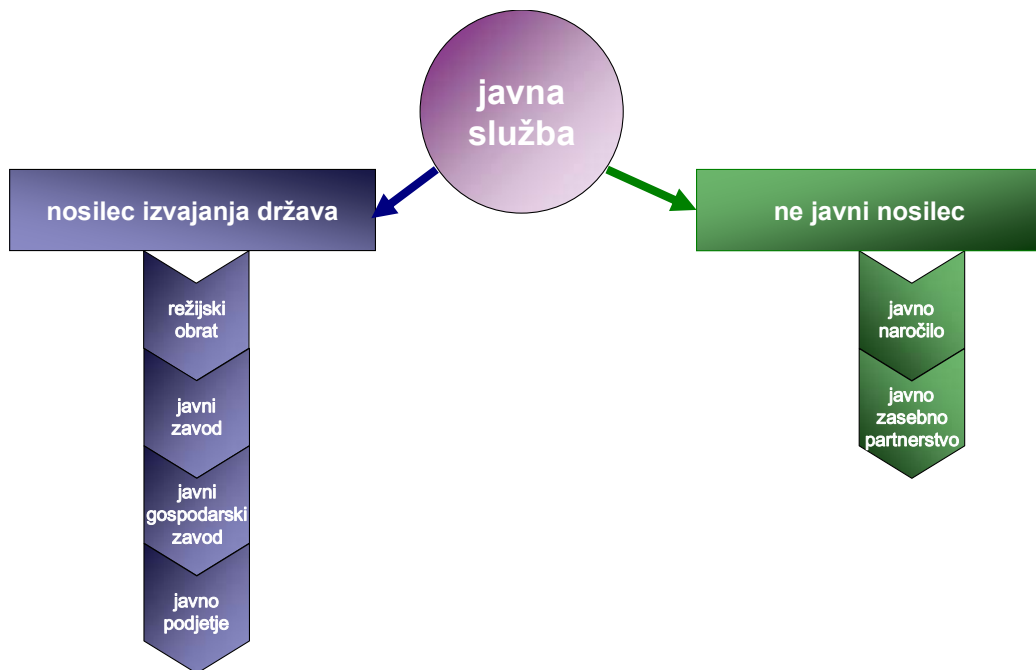 javna
služba
nosilec izvajanja država
ne javni nosilec
režijski
obrat
javni
zavod
javni
gospodarski
zavod
javno
podjetje
javno
naročilo
javno
zasebno
partnerstvo